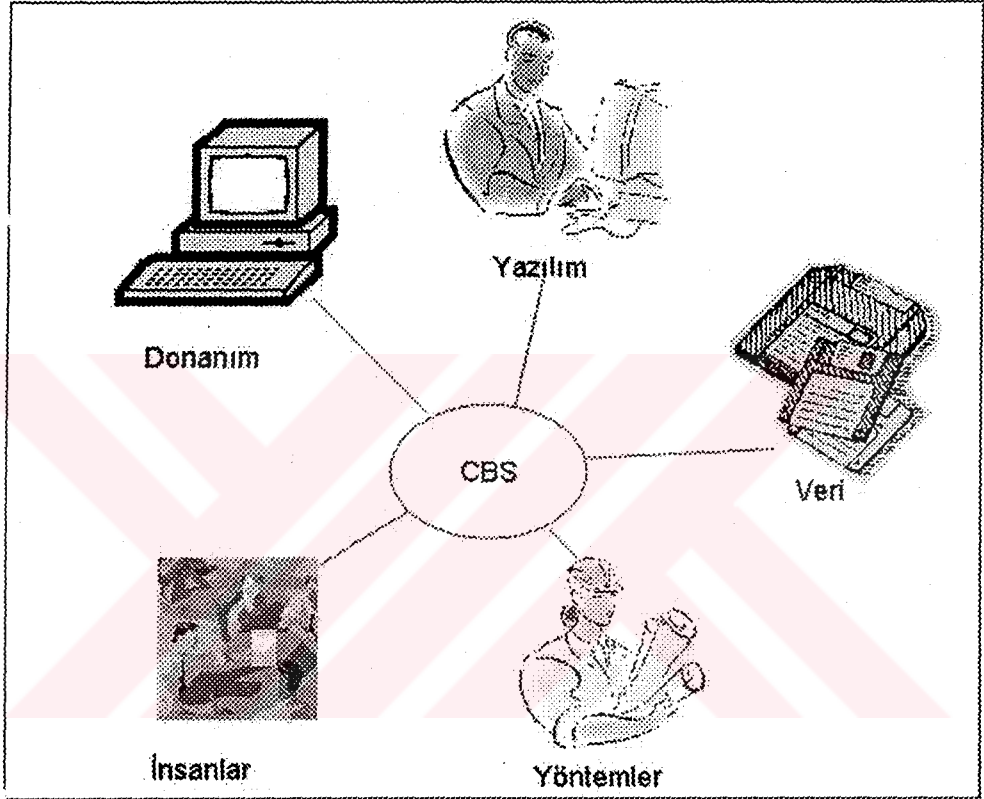 Yazılım
Donanım
CBS
Veri
İnsanlar
Yöntemler